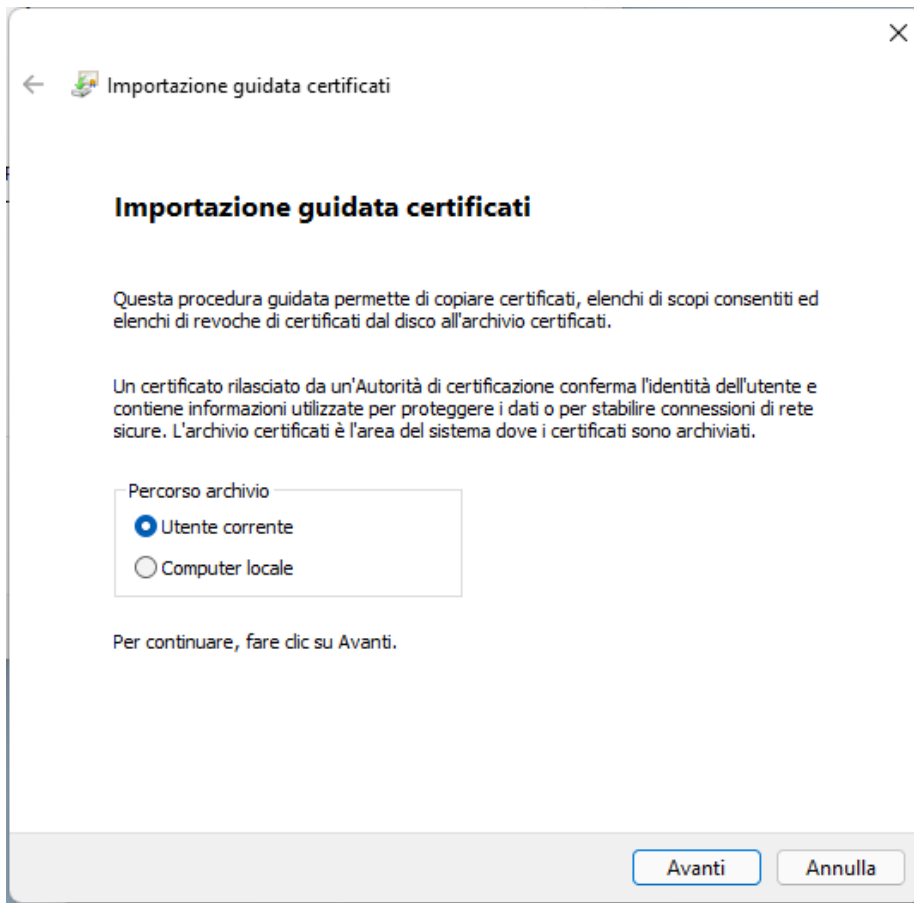 Importazione guidata certificati
Importazione guidata certificati
Questa procedura guidata permette di copiare certificati, elenchi di scopi consentiti ed
elenchi di revoche di certificati dal disco all'archivio certificati.
Un certificato rilasciato da un'Autorità di certificazione conferma l'identità dell'utente e
contiene informazioni utilizzate per proteggere i dati o per stabilire connessioni di rete
sicure. L'archivio certificati è l'area del sistema dove i certificati sono archiviati.
Percorso archivio
Utente corrente
Computer locale
Per continuare, fare clic su Avanti.
Avanti
Annulla